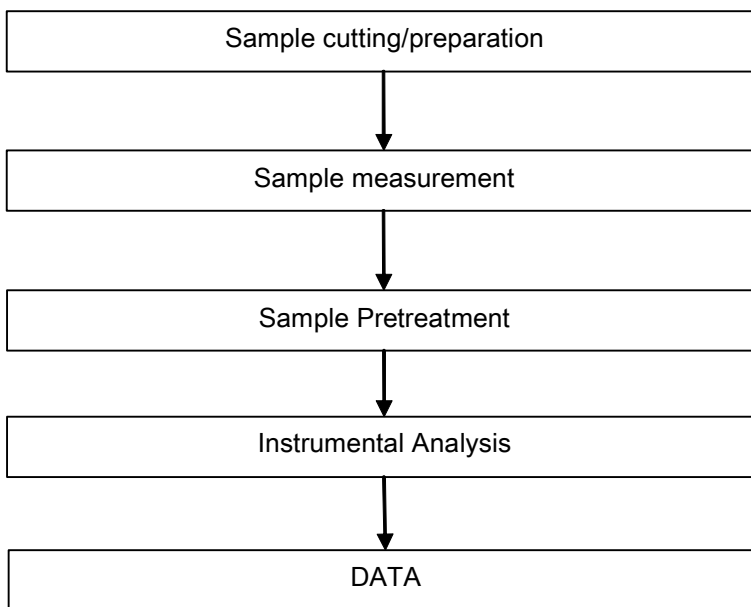 Sample cutting/preparation
Sample measurement
Sample Pretreatment
Instrumental Analysis
DATA